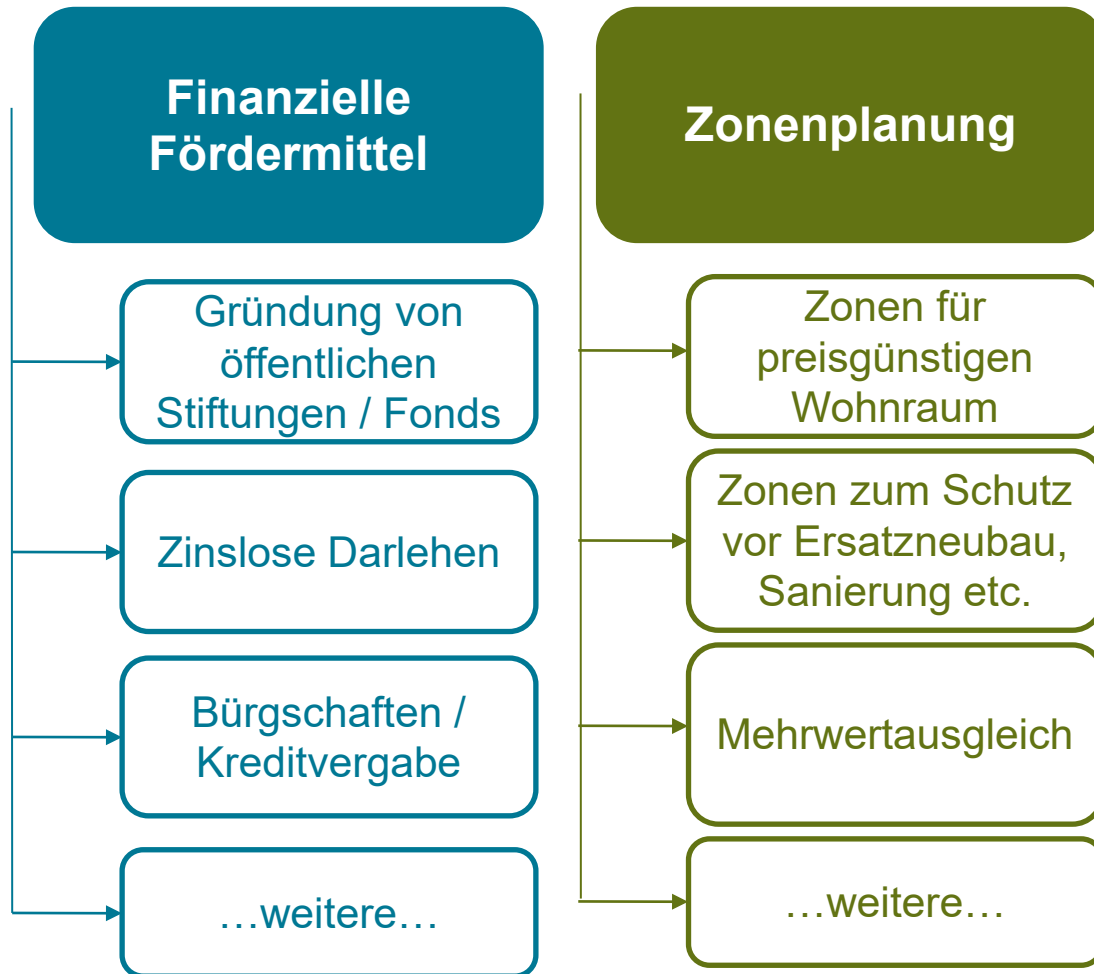 Finanzielle
Fördermittel
Gründung von
öffentlichen
Stiftungen / Fonds
Zinslose Darlehen
Bürgschaften /
Kreditvergabe
…weitere…
Zonenplanung
Zonen für
preisgünstigen
Wohnraum
Zonen zum Schutz
vor Ersatzneubau,
Sanierung etc.
Mehrwertausgleich
…weitere…